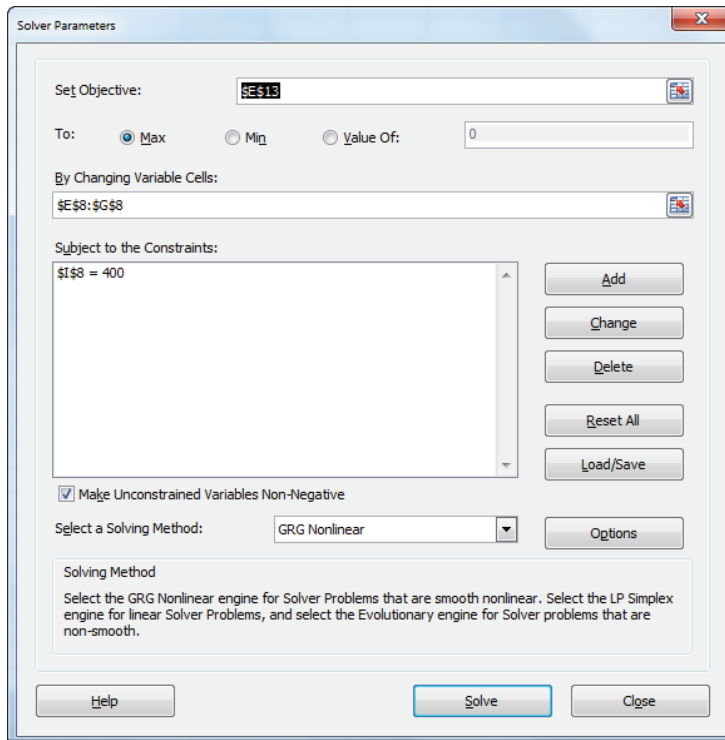 Solver Parameters
Set Objective:
$E$13
To:
Max
Min
Value Of:
0
By Changing Variable Cells:
$E$8:$G$8
Subject to the Constraints:
$I$8 = 400
Add
Change
Delete
Reset All
Load/Save
Make Unconstrained Variables Non-Negative
Select a Solving Method:
GRG Nonlinear
Options
Solving Method
Select the GRG Nonlinear engine for Solver Problems that are smooth nonlinear. Select the LP Simplex
engine for linear Solver Problems, and select the Evolutionary engine for Solver problems that are
non-smooth.
Help
Solve
Close